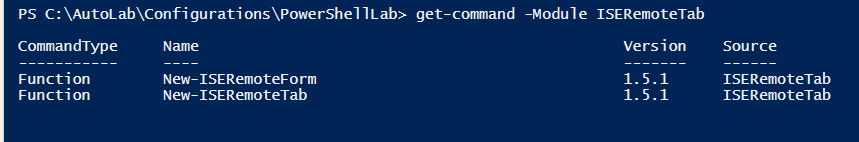 PS C:\AutoLab\Configurations\PowerShellLab> get-command -Module ISERemoteTab
CommandType     Name                                               Version    Source
-----------     ----                                               -------    ------
Function        New-ISERemoteForm                                  1.5.1      ISERemoteTab
Function        New-ISERemoteTab                                   1.5.1      ISERemoteTab